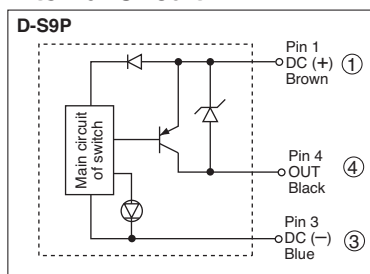 D-S9P
Pin 1
DC (+)
Brown
①
Main circuit
of switch
Pin 4
OUT
Black
④
Pin 3
DC (−)
Blue
③